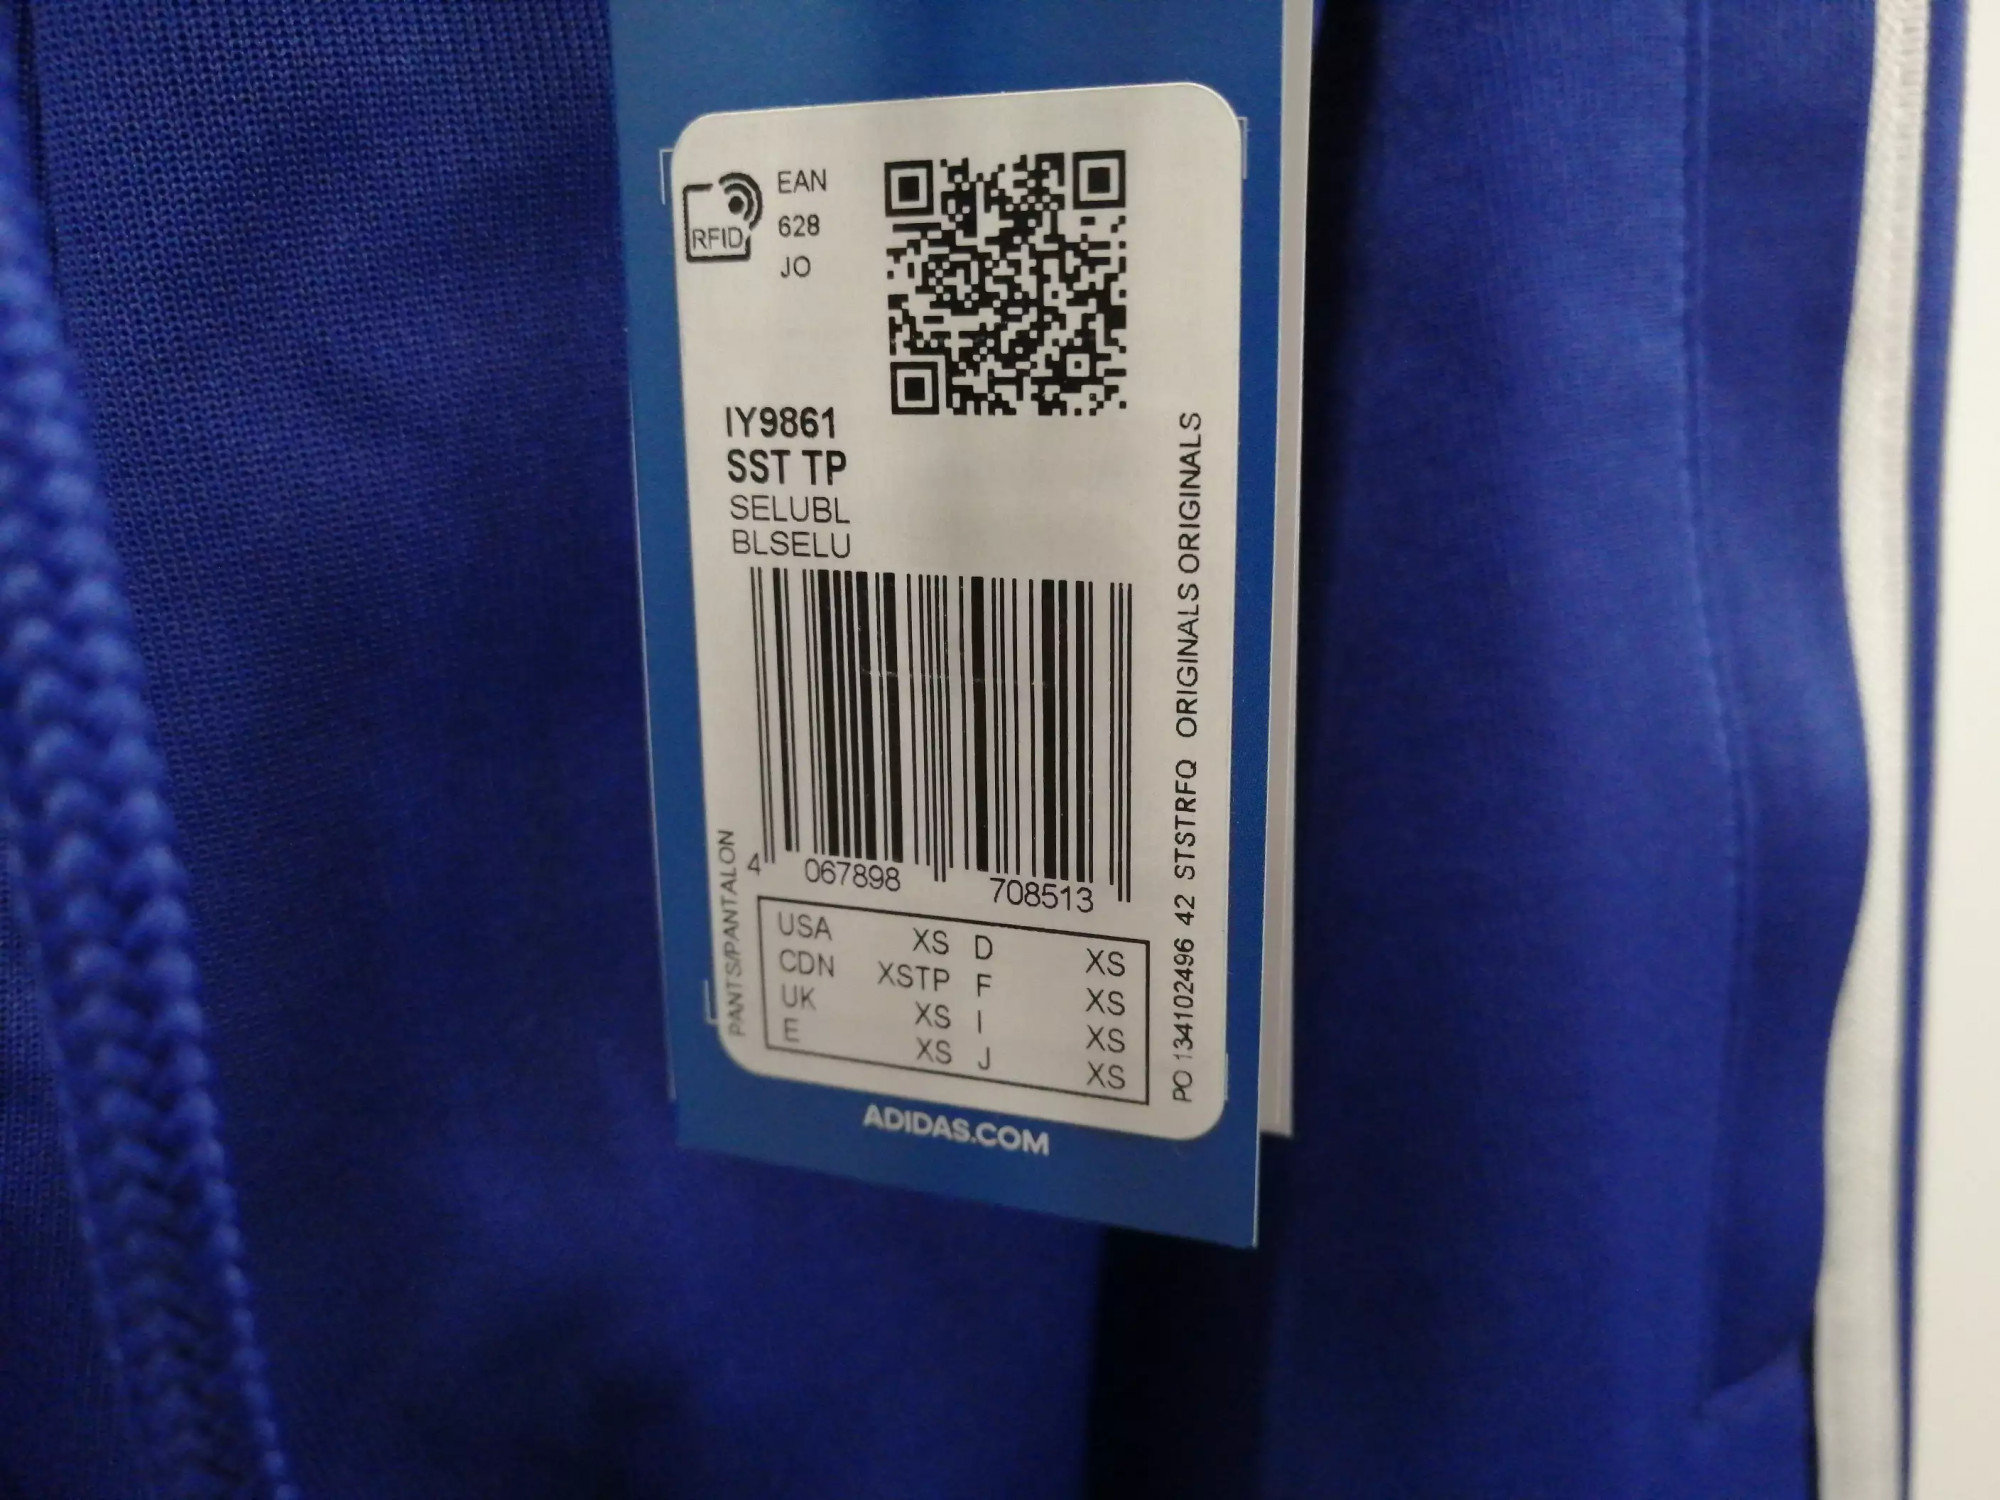 RFID
EAN
628
JO
IY9861
SST TP
SELUBL
BLSELU
4 067898 708513
PANTS/PANTALON
USA XS D XS
CDN XSTP F XS
UK XS I XS
E XS J XS
PO 134102496 42 STSTRFQ ORIGINALS ORIGINALS
ADIDAS.COM